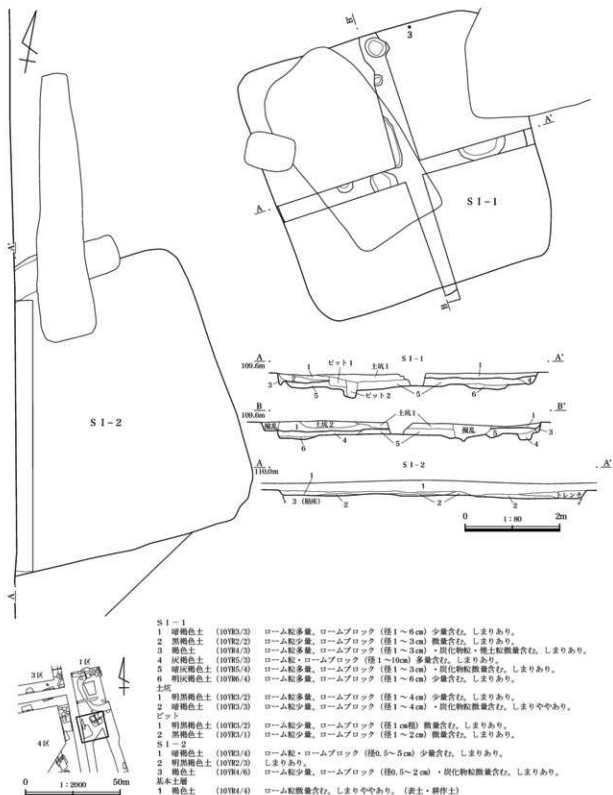 3
B
A'
A
SI-1
B'
A'
SI-2
A
A
109.6m
1
ピット1
土坑1
SI-1
1
A'
3
5
ピット2
5
6
4
B
109.6m
撹乱
1
土坑2
土坑1
撹乱
1
B'
3
6
4
5
5
4
A
110.0m
1
SI-2
A'
1
3 (貼床)
2
2
2
トレンチ
0
1:80
2m
SI-1
1 暗褐色土 (10YR3/3) ローム粒多量、ロームブロック(径1~6cm)少量含む。しまりあり。
2 黒褐色土 (10YR2/2) ローム粒多量、ロームブロック(径1~3cm)微量含む。しまりあり。
3 褐色土 (10YR4/3) ローム粒多量、ロームブロック(径1~3cm)・炭化物粒・焼土粒微量含む。しまりあり。
4 灰褐色土 (10YR5/3) ローム粒・ロームブロック(径1~10cm)多量含む。しまりあり。
5 暗灰褐色土 (10YR5/4) ローム粒多量、ロームブロック(径1~3cm)・炭化物粒微量含む。しまりあり。
6 明灰褐色土 (10YR6/4) ローム粒多量、ロームブロック(径1~6cm)少量含む。しまりあり。
土坑
1 明黒褐色土 (10YR3/2) ローム粒多量、ロームブロック(径1~4cm)少量含む。しまりあり。
2 暗褐色土 (10YR3/3) ローム粒少量、ロームブロック(径1~4cm)・炭化物粒微量含む。しまりややあり。
ピット
1 明黒褐色土 (10YR3/2) ローム粒少量、ロームブロック(径1cm程)微量含む。しまりあり。
2 黒褐色土 (10YR3/1) ローム粒少量、ロームブロック(径1~2cm)微量含む。しまりあり。
SI-2
1 暗褐色土 (10YR3/4) ローム粒・ロームブロック(径0.5~5cm)少量含む。しまりあり。
2 明黒褐色土 (10YR2/3) しまりあり。
3 褐色土 (10YR4/6) ローム粒少量、ロームブロック(径0.5~2cm)・炭化物粒微量含む。しまりあり。
基本土層
1 褐色土 (10YR4/4) ローム粒微量含む。しまりややあり。(表土・耕作土)
1区
3区
4区
0
1:2000
50m